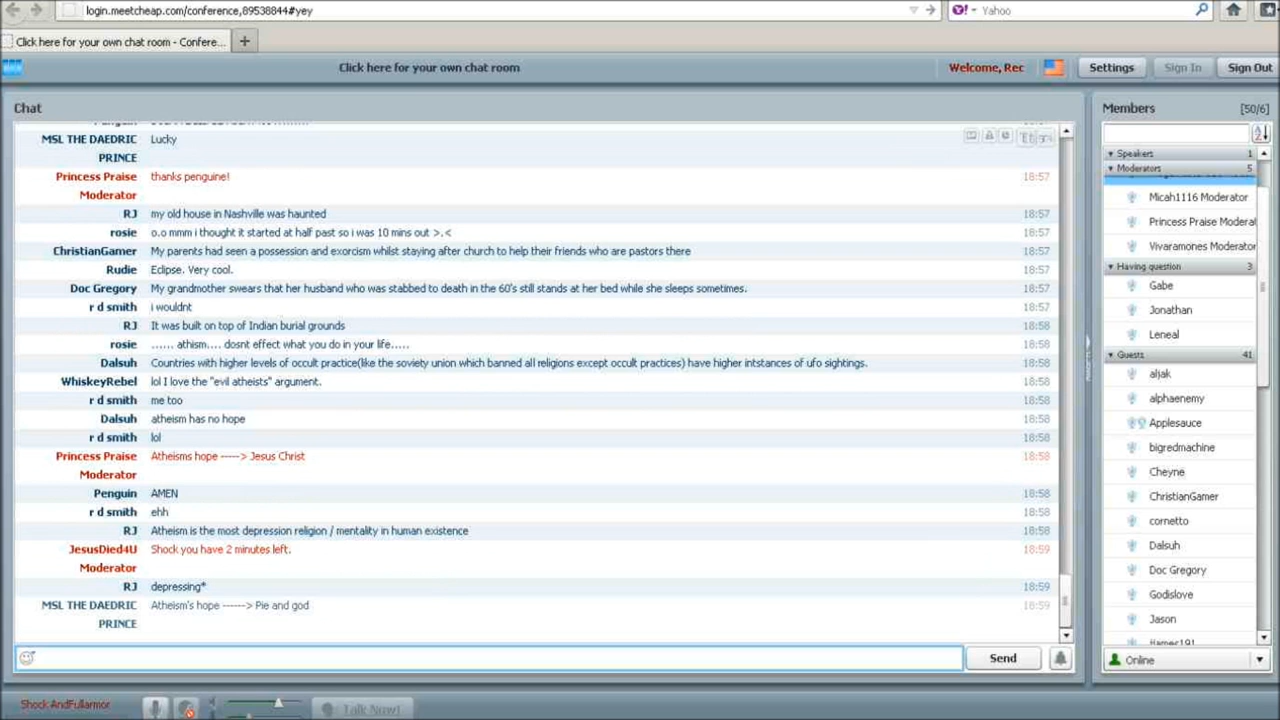 login.meetcheap.com/conference,89538844#yey
Yahoo
Click here for your own chat room - Confere...
Click here for your own chat room
Welcome, Rec
Settings
Sign In
Sign Out
Chat
Members [50/6]
MSL THE DAEDRIC PRINCE Lucky
Princess Praise Moderator thanks penguine! 18:57
RJ my old house in Nashville was haunted 18:57
rosie o.o mmm i thought it started at half past so i was 10 mins out >.< 18:57
ChristianGamer My parents had seen a possession and exorcism whilst staying after church to help their friends who are pastors there 18:57
Rudie Eclipse. Very cool. 18:57
Doc Gregory My grandmother swears that her husband who was stabbed to death in the 60's still stands at her bed while she sleeps sometimes. 18:57
r d smith i wouldnt 18:57
RJ It was built on top of Indian burial grounds 18:58
rosie ...... athism.... dosnt effect what you do in your life..... 18:58
Dalsuh Countries with higher levels of occult practice(like the soviety union which banned all religions except occult practices) have higher intstances of ufo sightings. 18:58
WhiskeyRebel lol I love the "evil atheists" argument. 18:58
r d smith me too 18:58
Dalsuh atheism has no hope 18:58
r d smith lol 18:58
Princess Praise Moderator Atheisms hope -----> Jesus Christ 18:58
Penguin AMEN 18:58
r d smith ehh 18:58
RJ Atheism is the most depression religion / mentality in human existence 18:58
JesusDied4U Moderator Shock you have 2 minutes left. 18:59
RJ depressing* 18:59
MSL THE DAEDRIC PRINCE Atheism's hope ------> Pie and god 18:59
Send
Speakers 1
Moderators 5
Micah1116 Moderator
Princess Praise Moderat
Vivaramones Moderator
Having question 3
Gabe
Jonathan
Leneal
Guests 41
aljak
alphaenemy
Applesauce
bigredmachine
Cheyne
ChristianGamer
cornetto
Dalsuh
Doc Gregory
Godislove
Jason
Online
Shock AndFullarmor
Talk Now!